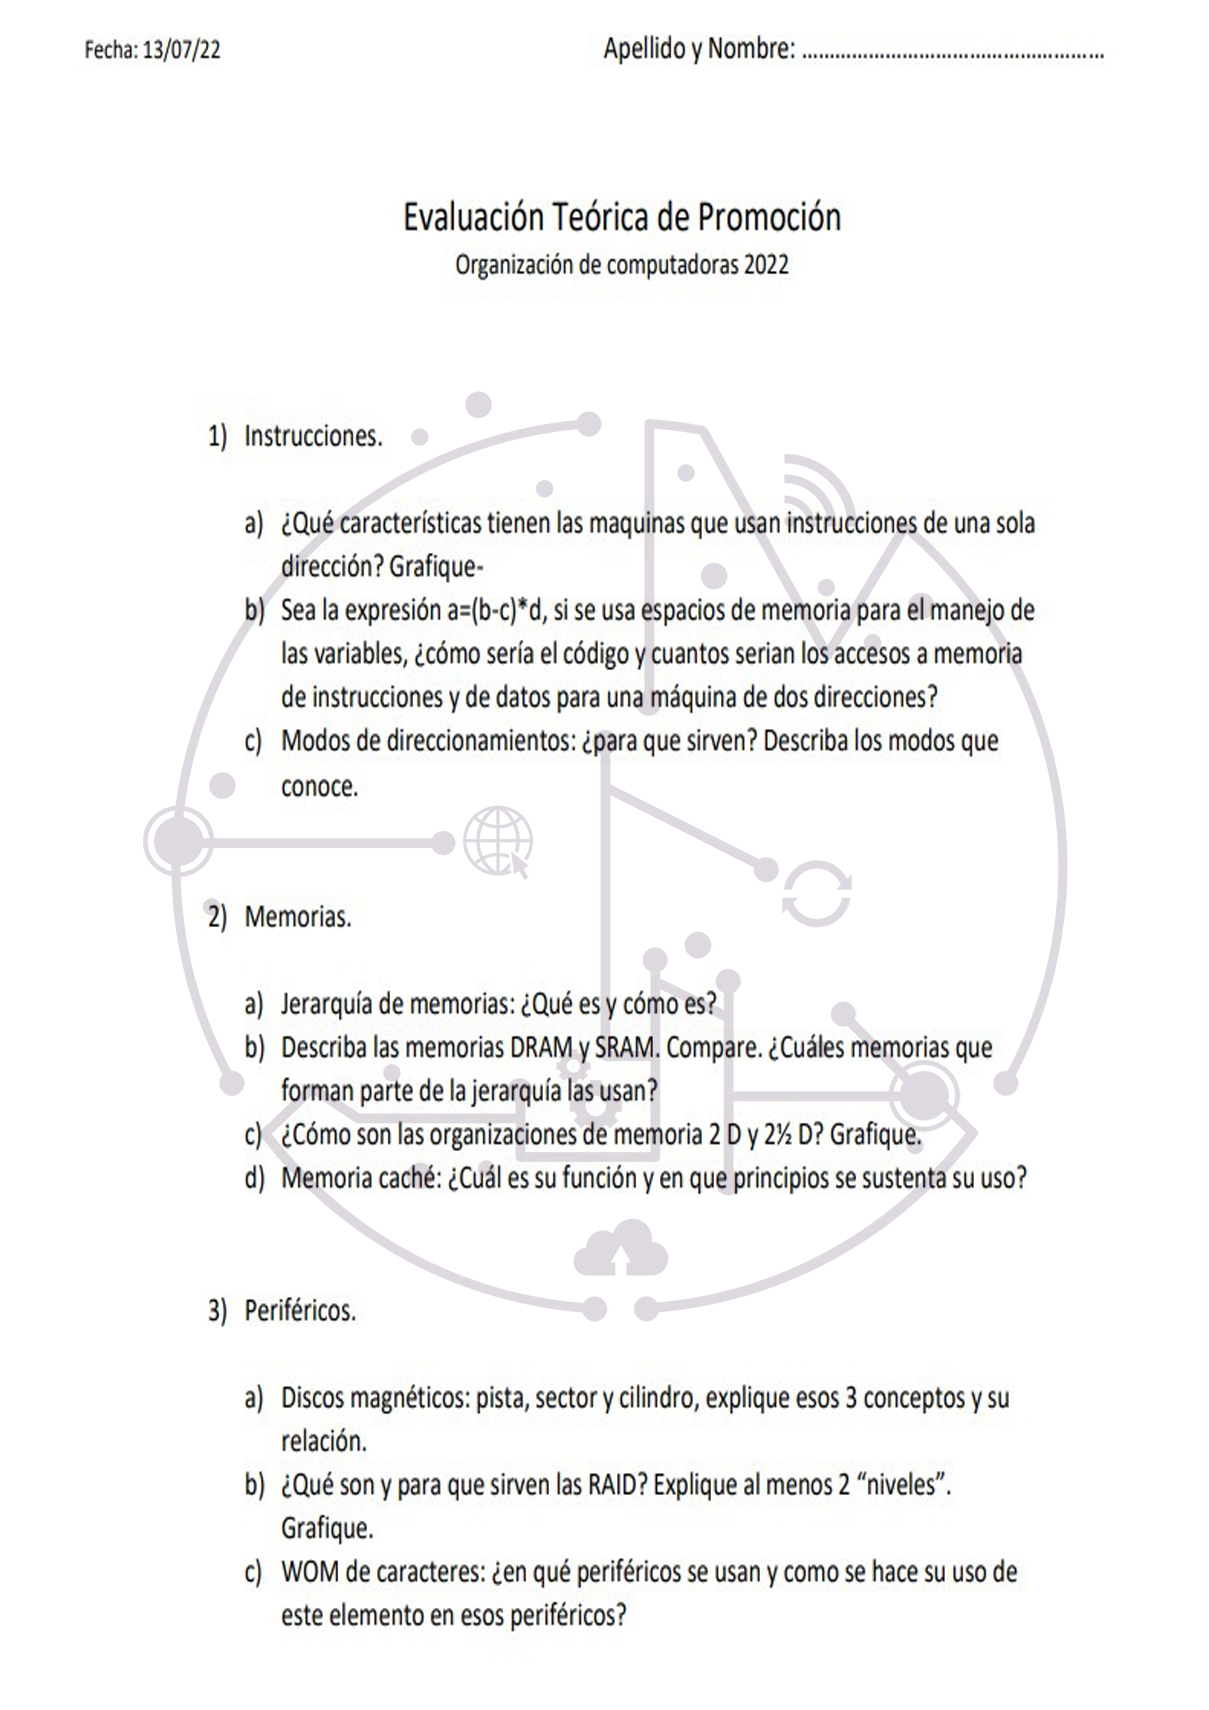 Fecha: 13/07/22
Apellido y Nombre: ......................................................
Evaluación Teórica de Promoción
Organización de computadoras 2022
1) Instrucciones.
a) ¿Qué características tienen las maquinas que usan instrucciones de una sola
dirección? Grafique-
b) Sea la expresión a=(b-c)*d, si se usa espacios de memoria para el manejo de
las variables, ¿cómo sería el código y cuantos serian los accesos a memoria
de instrucciones y de datos para una máquina de dos direcciones?
c) Modos de direccionamientos: ¿para que sirven? Describa los modos que
conoce.
2) Memorias.
a) Jerarquía de memorias: ¿Qué es y cómo es?
b) Describa las memorias DRAM y SRAM. Compare. ¿Cuáles memorias que
forman parte de la jerarquía las usan?
c) ¿Cómo son las organizaciones de memoria 2 D y 2½ D? Grafique.
d) Memoria caché: ¿Cuál es su función y en que principios se sustenta su uso?
3) Periféricos.
a) Discos magnéticos: pista, sector y cilindro, explique esos 3 conceptos y su
relación.
b) ¿Qué son y para que sirven las RAID? Explique al menos 2 “niveles”.
Grafique.
c) WOM de caracteres: ¿en qué periféricos se usan y como se hace su uso de
este elemento en esos periféricos?